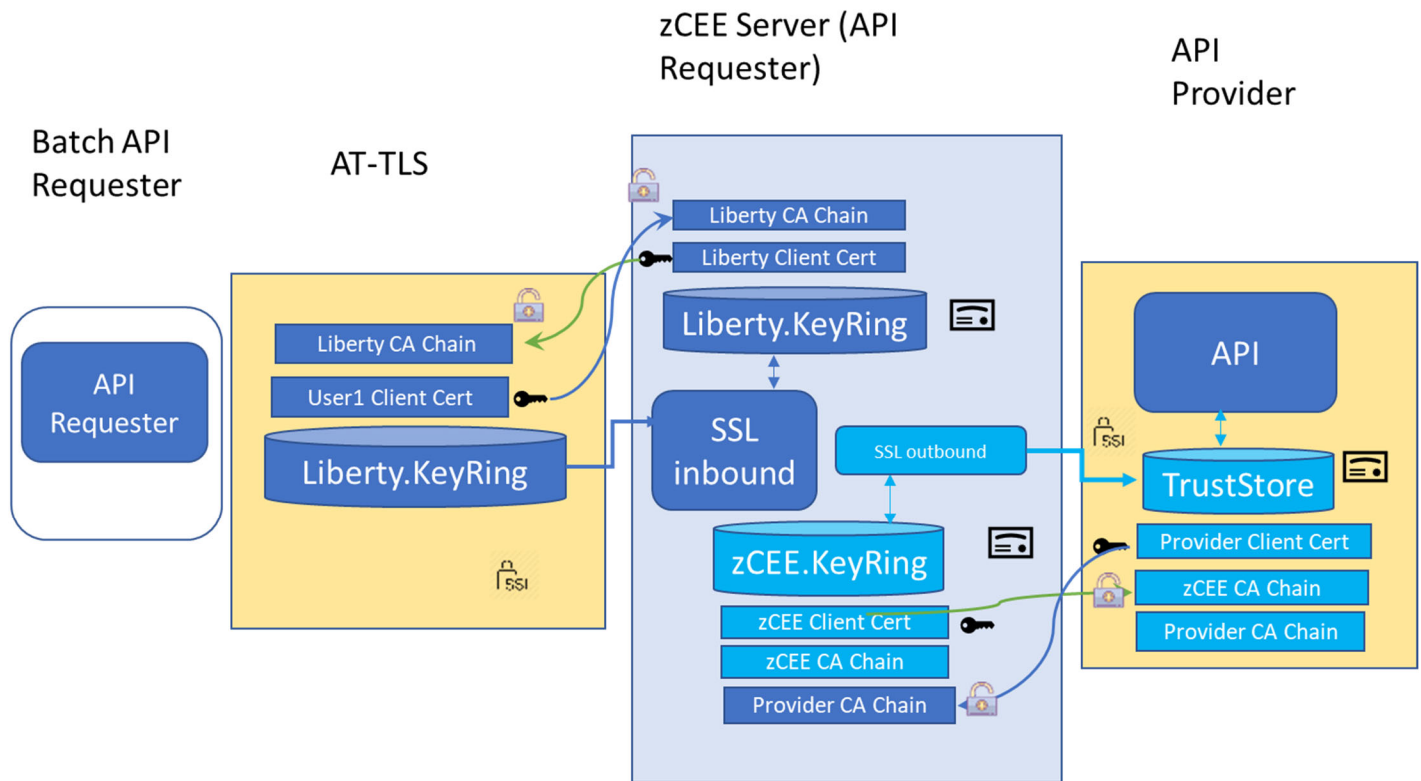 zCEE Server (API
Requester)
API
Provider
Batch API
Requester
AT-TLS
Liberty CA Chain
Liberty Client Cert
Liberty.KeyRing
Liberty CA Chain
User1 Client Cert
Liberty.KeyRing
API
Requester
SSL
inbound
SSL outbound
zCEE.KeyRing
zCEE Client Cert
zCEE CA Chain
Provider CA Chain
API
SSI
TrustStore
Provider Client Cert
zCEE CA Chain
Provider CA Chain
SSI